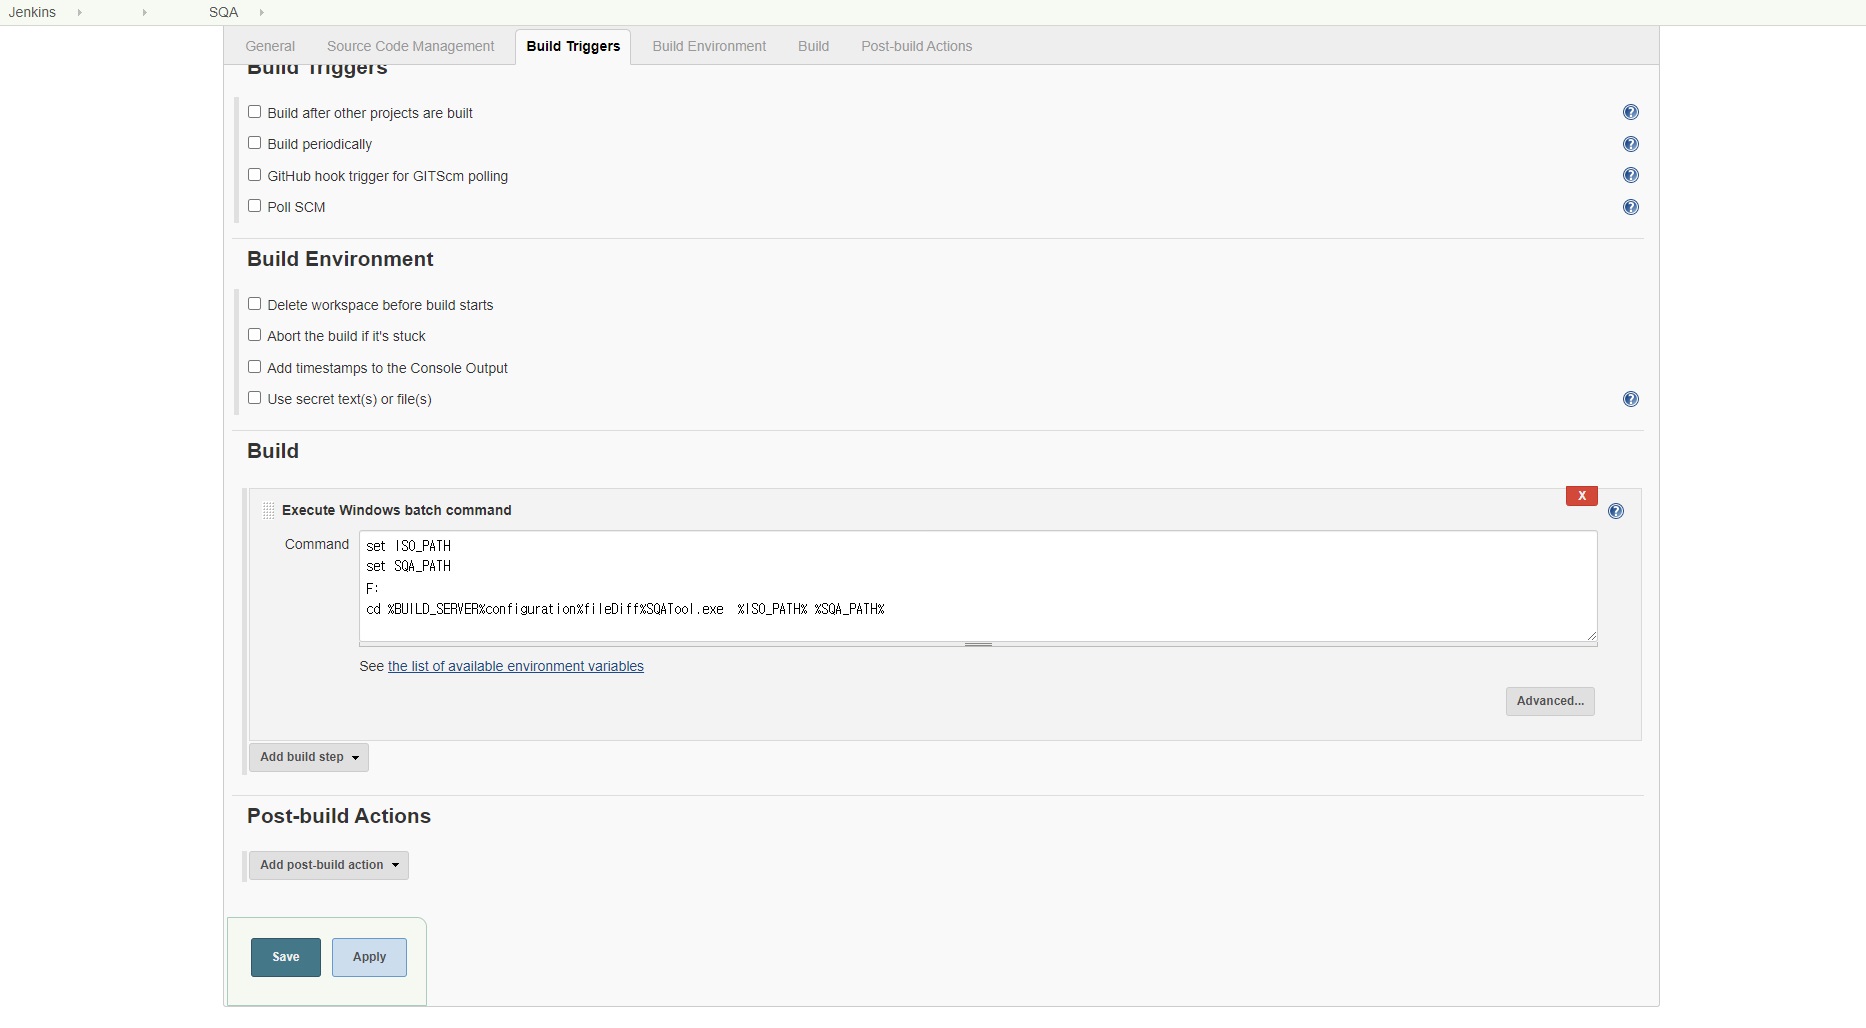 Jenkins
SQA
General Source Code Management Build Triggers Build Environment Build Post-build Actions
Build Triggers
Build after other projects are built
Build periodically
GitHub hook trigger for GITScm polling
Poll SCM
Build Environment
Delete workspace before build starts
Abort the build if it's stuck
Add timestamps to the Console Output
Use secret text(s) or file(s)
Build
X
Execute Windows batch command
Command
set ISO_PATH
set SQA_PATH
F:
cd %BUILD_SERVER%configuration%fileDiff%SQATool.exe  %ISO_PATH% %SQA_PATH%
See the list of available environment variables
Advanced...
Add build step
Post-build Actions
Add post-build action
Save Apply